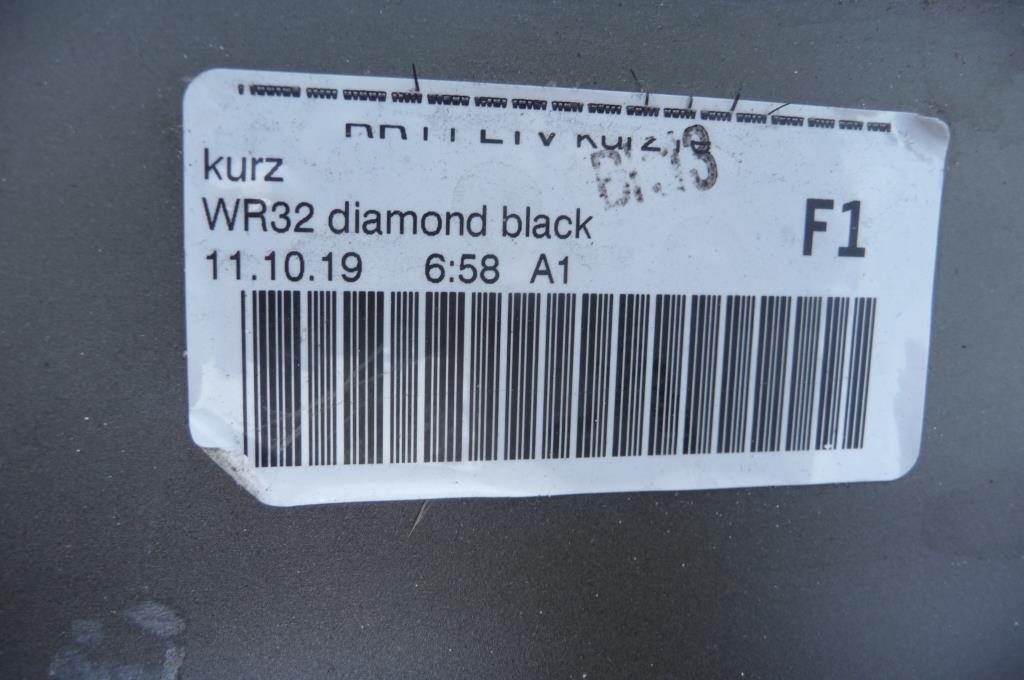 kurz
WR32 diamond black
F1
11.10.19 6:58 A1